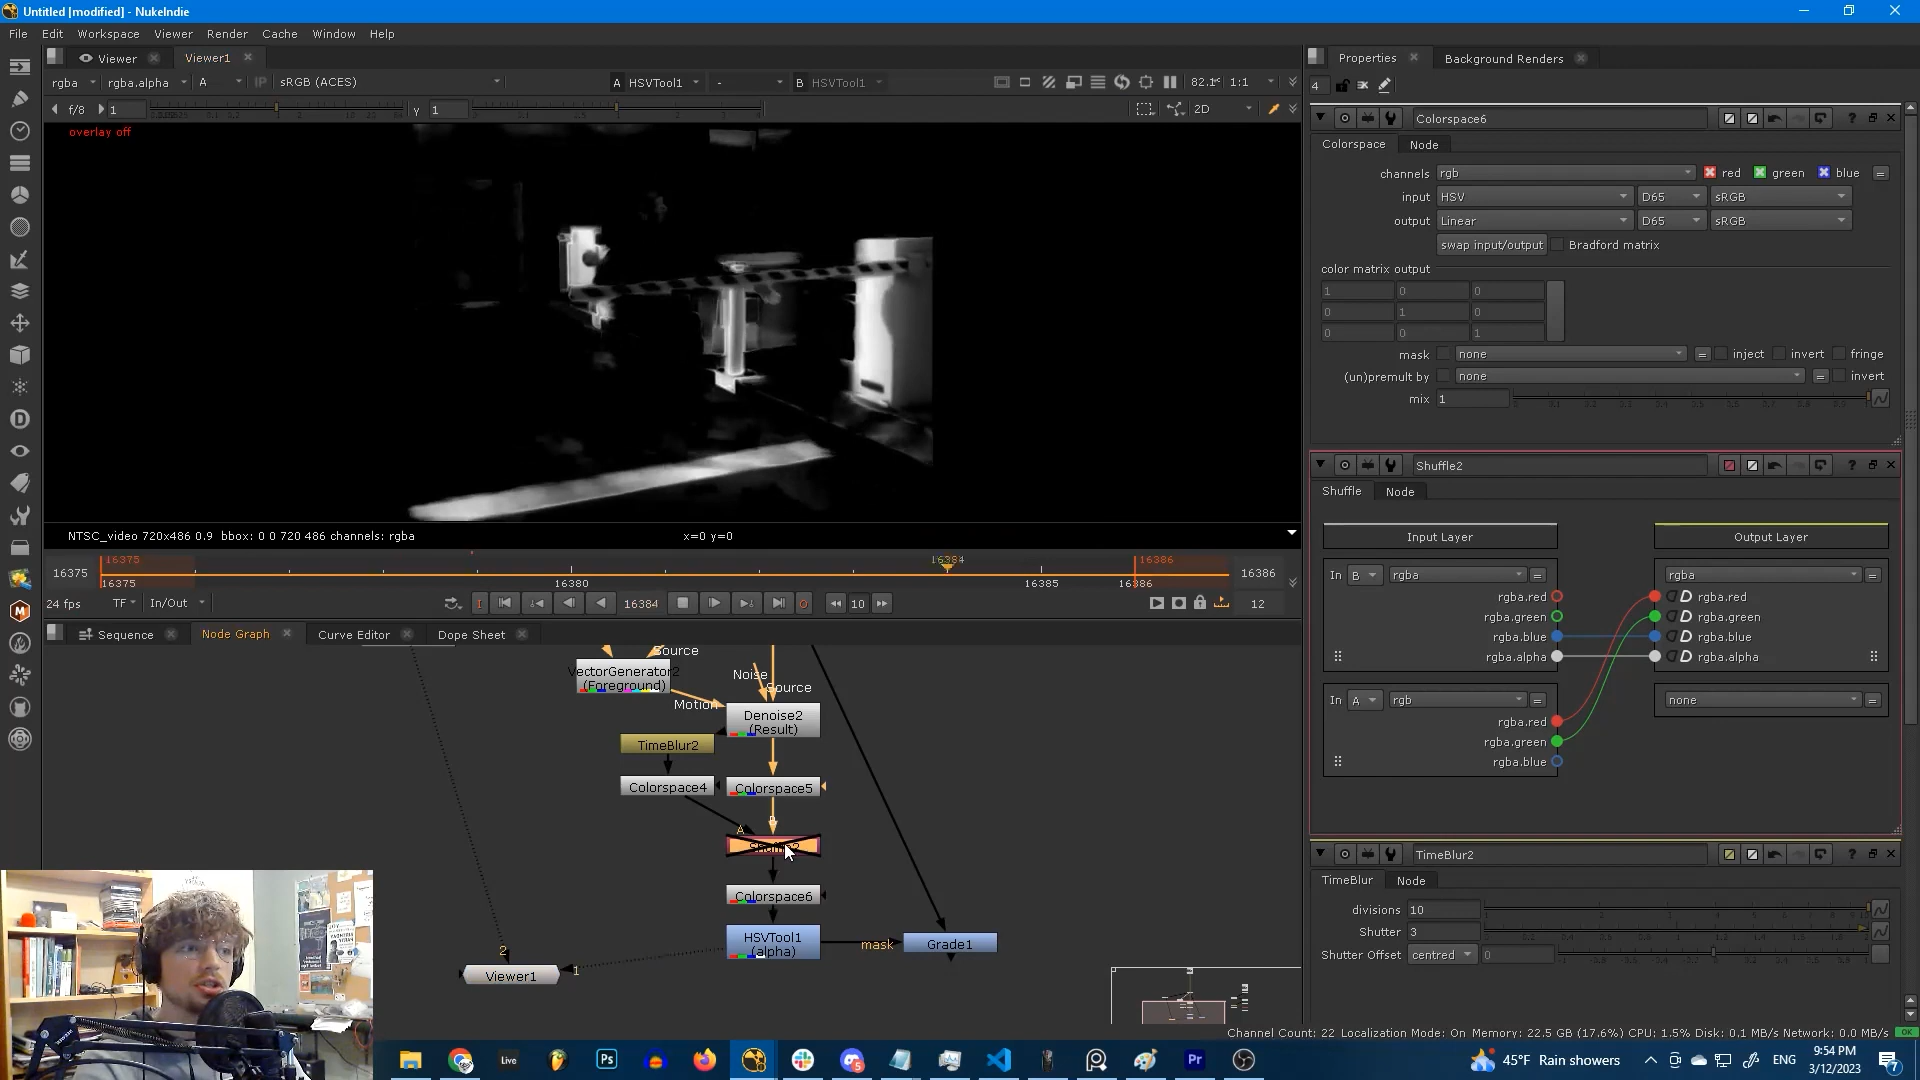 Untitled [modified] - NukeIndie
File Edit Workspace Viewer Render Cache Window Help
Viewer Viewer1
rgba rgba.alpha A IP sRGB (ACES) A HSVTool1 - B HSVTool1 1:1
f/8 1 γ 1 2D
overlay off
NTSC_video 720x486 0.9 bbox: 0 0 720 486 channels: rgba x=0 y=0
16375 16384 16386
16375 16375 16380 16385 16386 16386
24 fps TF In/Out 16384 10 12
Sequence Node Graph Curve Editor Dope Sheet
Source
VectorGenerator2
(Foreground)
Noise
Source
Motion
Denoise2
(Result)
TimeBlur2
Colorspace4 Colorspace5
A B
Colorspace6
HSVTool1
(alpha)
mask Grade1
2
Viewer1 1
Properties Background Renders
4
Colorspace6
Colorspace Node
channels rgb red green blue =
input HSV D65 sRGB
output Linear D65 sRGB
swap input/output Bradford matrix
color matrix output
1 0 0
0 1 0
0 0 1
mask none = inject invert fringe
(un)premult by none = invert
mix 1
Shuffle2
Shuffle Node
Input Layer Output Layer
In B rgba = rgba =
rgba.red rgba.red
rgba.green rgba.green
rgba.blue rgba.blue
rgba.alpha rgba.alpha
In A rgb = none =
rgba.red
rgba.green
rgba.blue
TimeBlur2
TimeBlur Node
divisions 10
Shutter 3
Shutter Offset centred 0
Channel Count: 22 Localization Mode: On Memory: 22.5 GB (17.6%) CPU: 1.5% Disk: 0.1 MB/s Network: 0.0 MB/s OK
Live Ps Pr 45°F Rain showers ENG 9:54 PM
3/12/2023